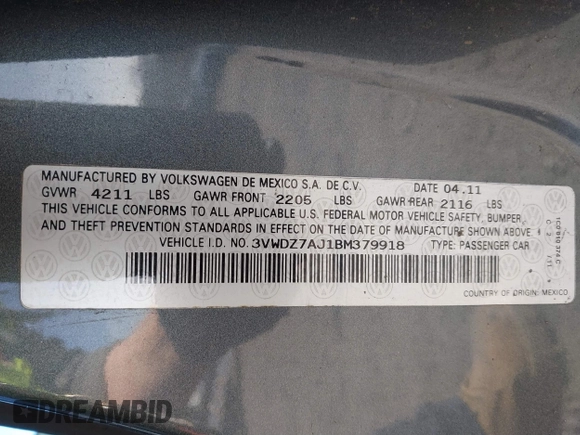 MANUFACTURED BY VOLKSWAGEN DE MEXICO S.A. DE C.V. DATE 04.11
GVWR 4211 LBS GAWR FRONT 2205 LBS GAWR REAR 2116 LBS
THIS VEHICLE CONFORMS TO ALL APPLICABLE U.S. FEDERAL MOTOR VEHICLE SAFETY, BUMPER,
AND THEFT PREVENTION STANDARDS IN EFFECT ON THE DATE OF MANUFACTURE SHOWN ABOVE
VEHICLE I.D. NO. 3VWDZ7AJ1BM379918 TYPE: PASSENGER CAR
COUNTRY OF ORIGIN: MEXICO
DREAMBID